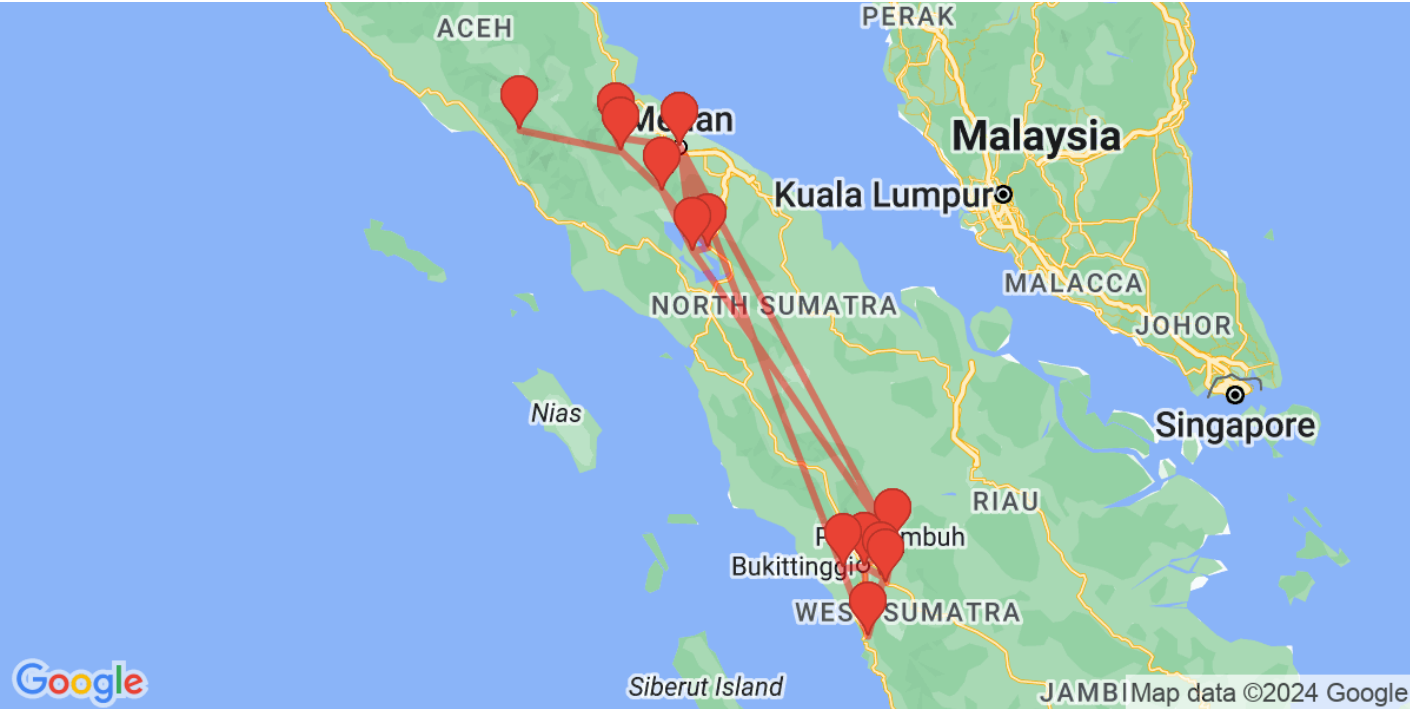 ACEH
PERAK
Medan
Malaysia
Kuala Lumpur
MALACCA
NORTH SUMATRA
JOHOR
Nias
Singapore
RIAU
Bukittinggi
WEST SUMATRA
Siberut Island
JAMBI
Google
Map data ©2024 Google